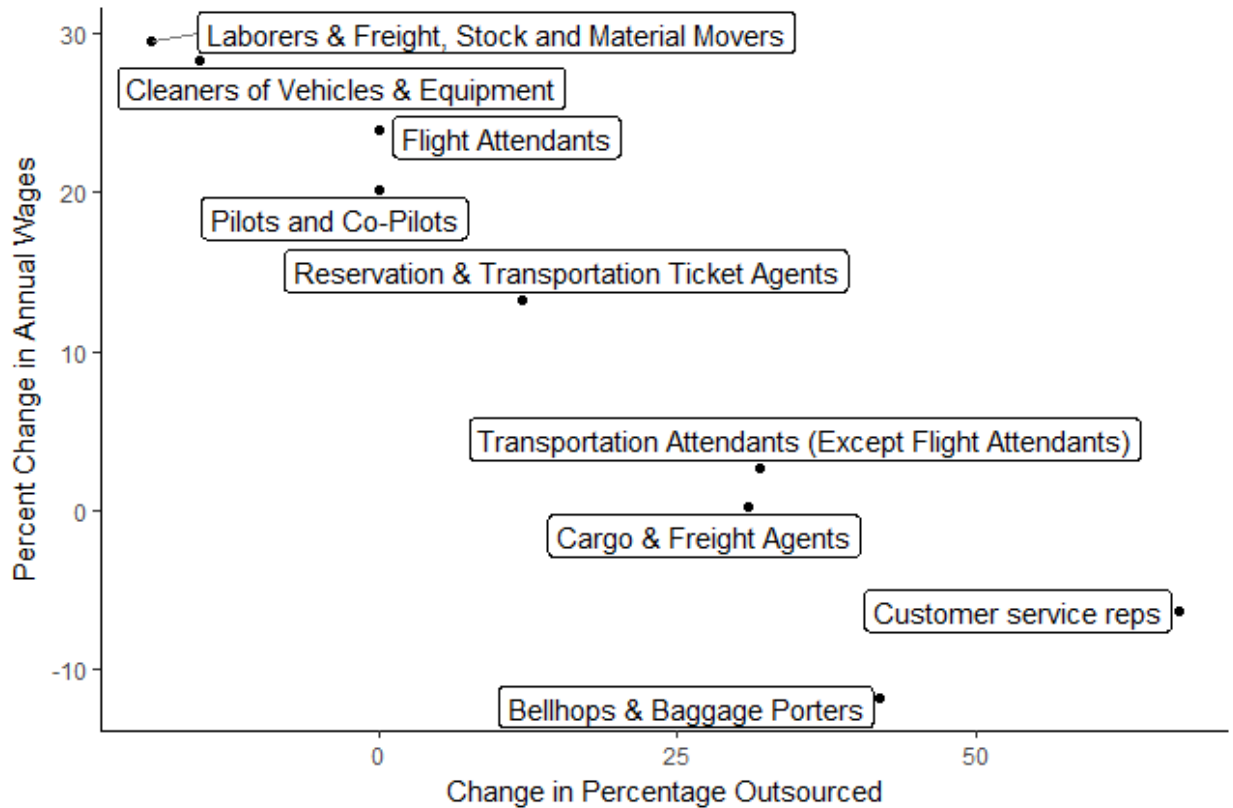 30
Laborers & Freight, Stock and Material Movers
Cleaners of Vehicles & Equipment
Flight Attendants
20
Pilots and Co-Pilots
Reservation & Transportation Ticket Agents
10
Transportation Attendants (Except Flight Attendants)
0
Cargo & Freight Agents
Customer service reps
-10
Bellhops & Baggage Porters
Percent Change in Annual Wages
0 25 50
Change in Percentage Outsourced